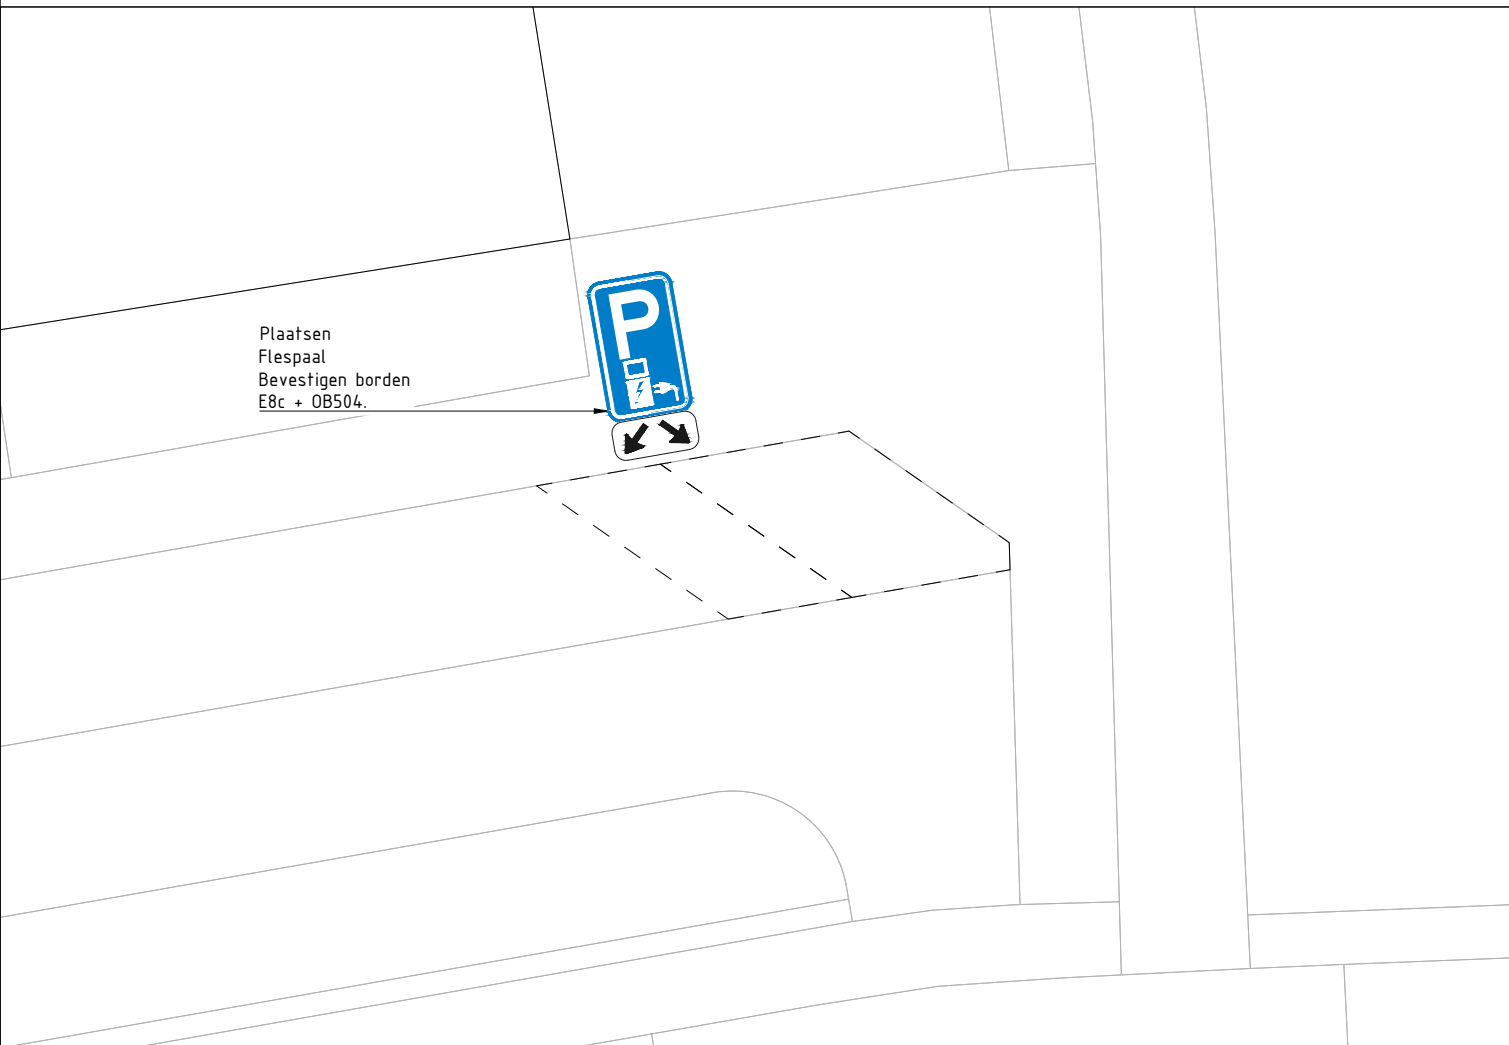 Plaatsen
Flespaal
Bevestigen borden
E8c + OB504.
P